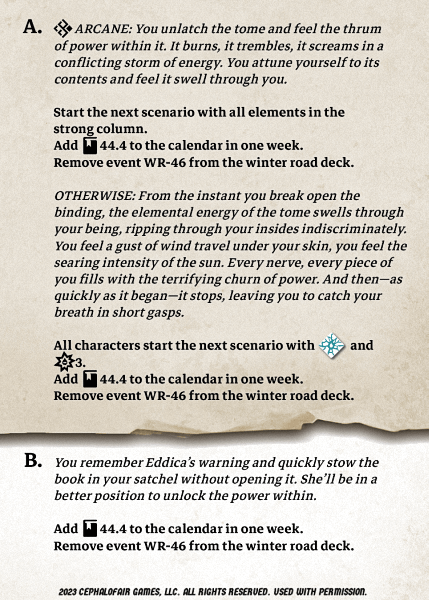 A. ARCANE: You unlatch the tome and feel the thrum
of power within it. It burns, it trembles, it screams in a
conflicting storm of energy. You attune yourself to its
contents and feel it swell through you.
Start the next scenario with all elements in the
strong column.
Add 44.4 to the calendar in one week.
Remove event WR-46 from the winter road deck.
OTHERWISE: From the instant you break open the
binding, the elemental energy of the tome swells through
your being, ripping through your insides indiscriminately.
You feel a gust of wind travel under your skin, you feel the
searing intensity of the sun. Every nerve, every piece of
you fills with the terrifying churn of power. And then—as
quickly as it began—it stops, leaving you to catch your
breath in short gasps.
All characters start the next scenario with and
3.
Add 44.4 to the calendar in one week.
Remove event WR-46 from the winter road deck.
B. You remember Eddica's warning and quickly stow the
book in your satchel without opening it. She'll be in a
better position to unlock the power within.
Add 44.4 to the calendar in one week.
Remove event WR-46 from the winter road deck.
2023 CEPHALOFAIR GAMES, LLC. ALL RIGHTS RESERVED. USED WITH PERMISSION.